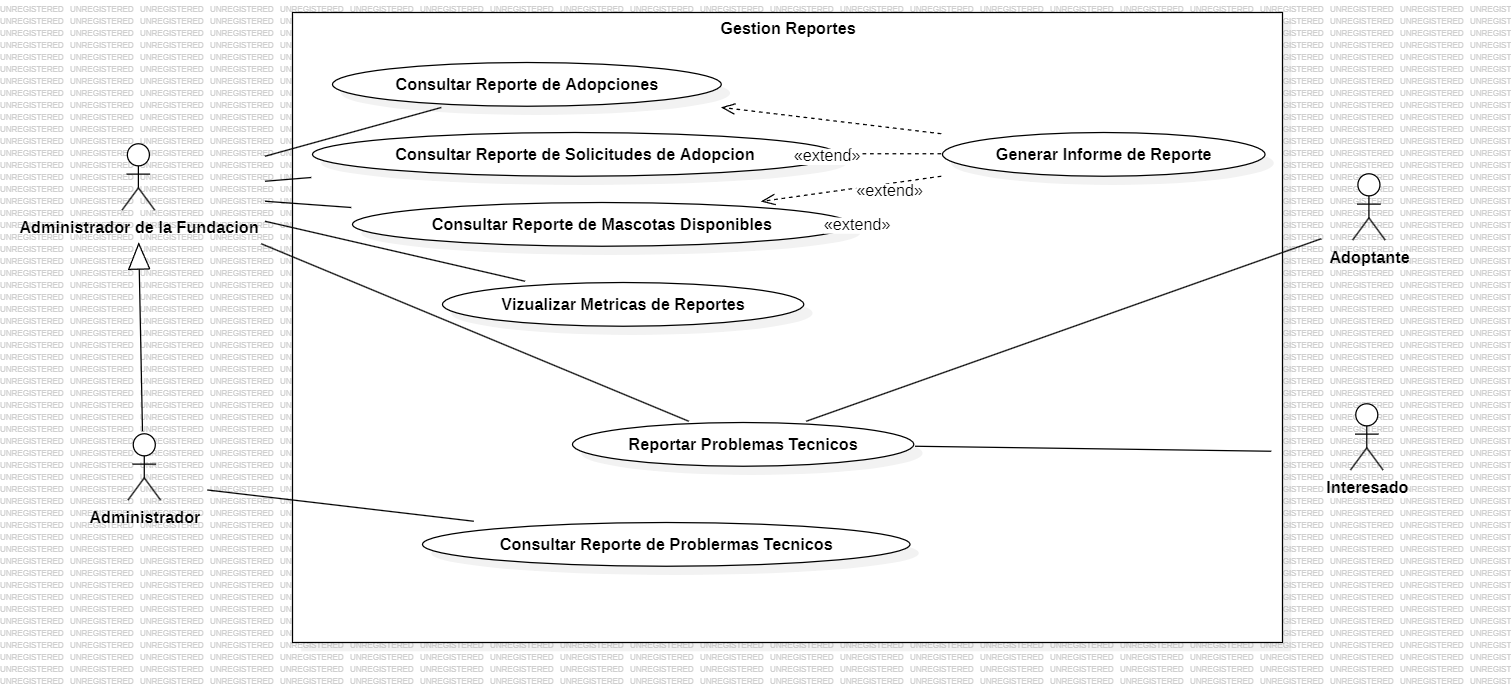 Gestion Reportes
Consultar Reporte de Adopciones
Consultar Reporte de Solicitudes de Adopcion
«extend»
Generar Informe de Reporte
«extend»
Consultar Reporte de Mascotas Disponibles
«extend»
Administrador de la Fundacion
Adoptante
Vizualizar Metricas de Reportes
Reportar Problemas Tecnicos
Interesado
Administrador
Consultar Reporte de Problermas Tecnicos
UNREGISTERED